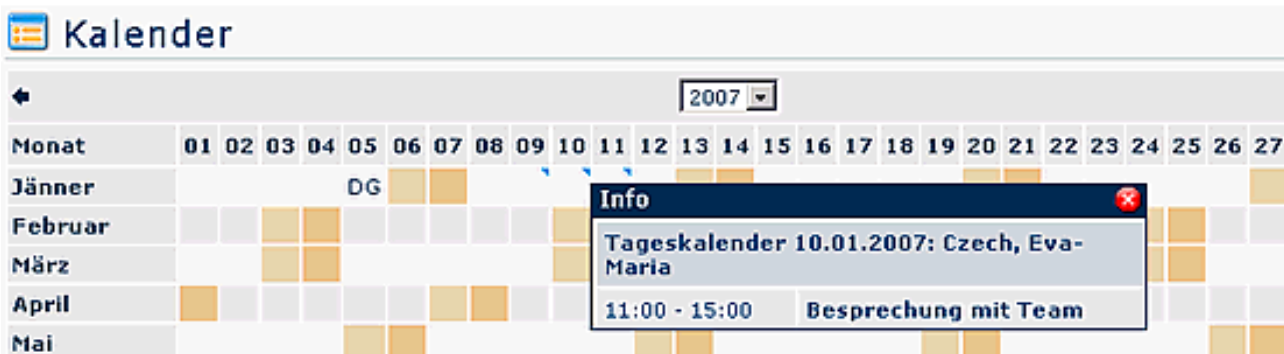 Kalender
2007
Monat 01 02 03 04 05 06 07 08 09 10 11 12 13 14 15 16 17 18 19 20 21 22 23 24 25 26 27
Jänner DG
Info
Februar
Tageskalender 10.01.2007: Czech, Eva-
Maria
März
April
11:00 - 15:00 Besprechung mit Team
Mai